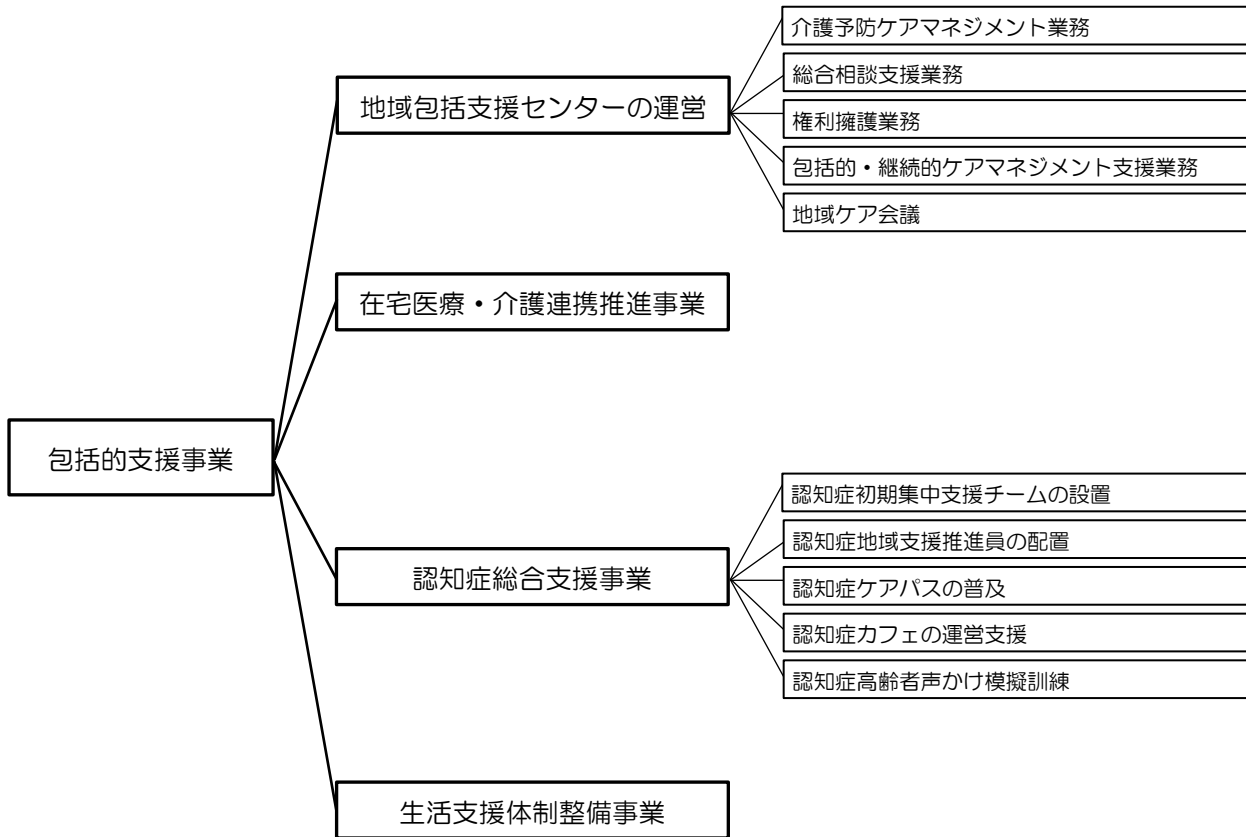 包括的支援事業
地域包括支援センターの運営
介護予防ケアマネジメント業務
総合相談支援業務
権利擁護業務
包括的・継続的ケアマネジメント支援業務
地域ケア会議
在宅医療・介護連携推進事業
認知症総合支援事業
認知症初期集中支援チームの設置
認知症地域支援推進員の配置
認知症ケアパスの普及
認知症カフェの運営支援
認知症高齢者声かけ模擬訓練
生活支援体制整備事業